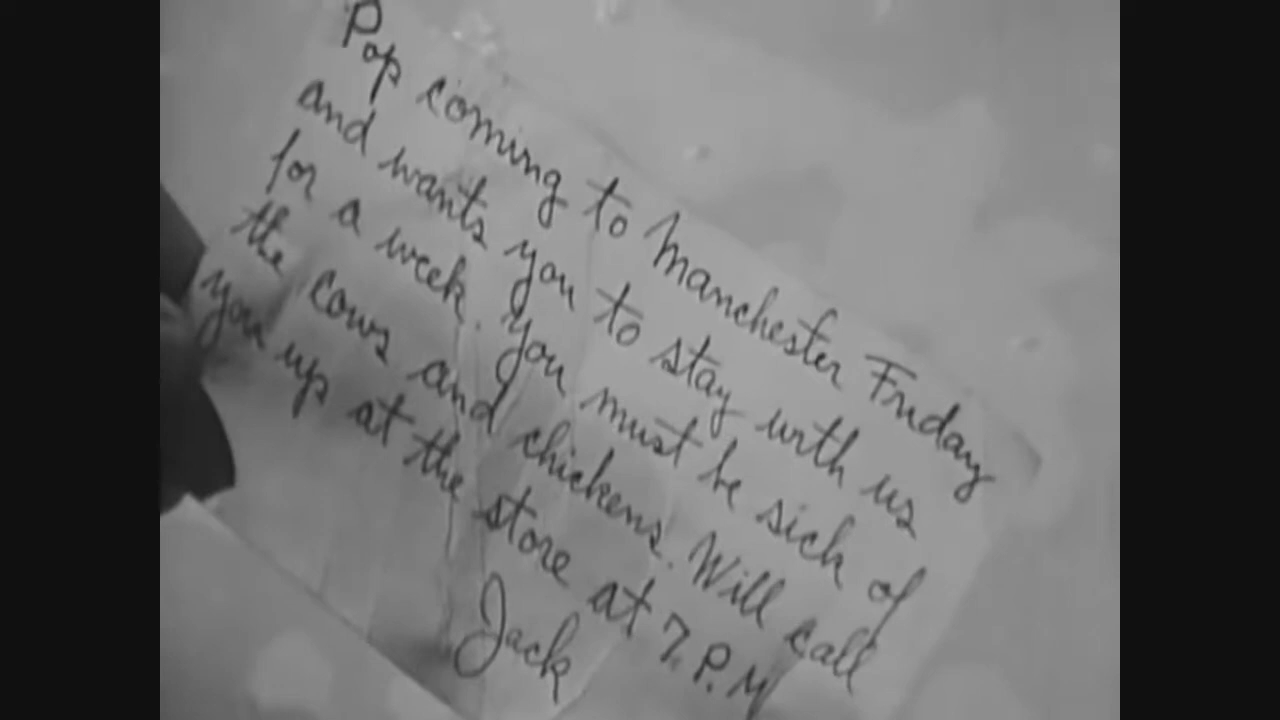 Pop coming to Manchester Friday
and wants you to stay with us
for a week. You must be sick of
the cows and chickens. Will call
you up at the store at 7 P.M
Jack